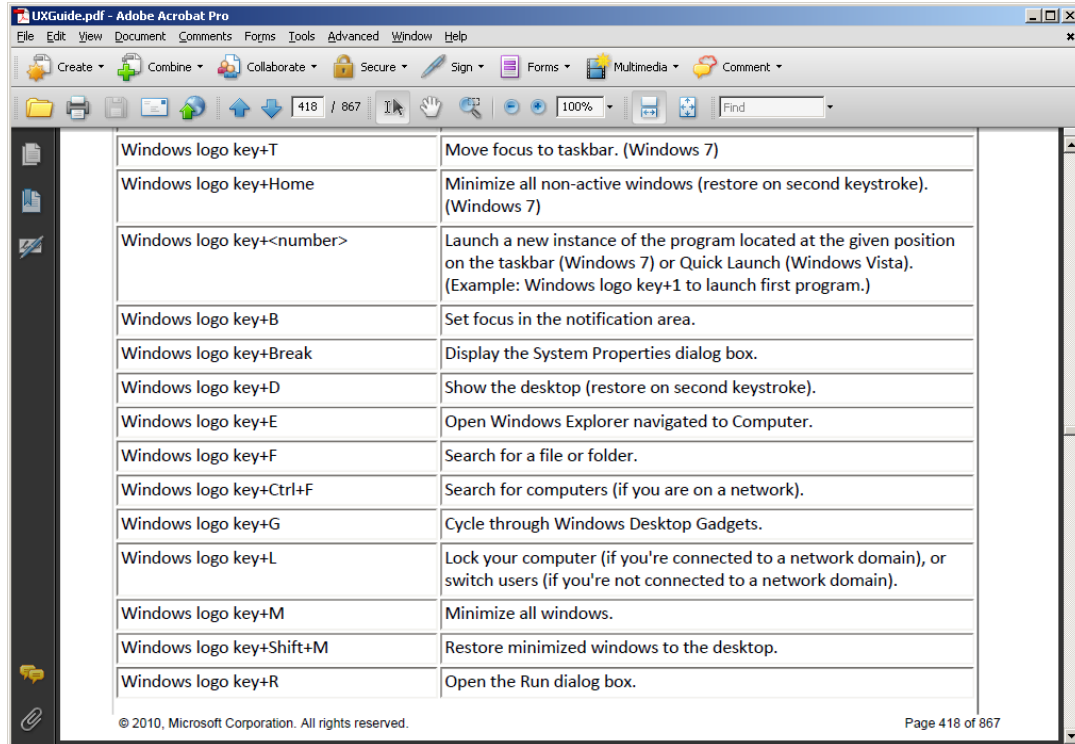 UXGuide.pdf - Adobe Acrobat Pro
File Edit View Document Comments Forms Tools Advanced Window Help
Create Combine Collaborate Secure Sign Forms Multimedia Comment
418 / 867 100% Find
Windows logo key+T Move focus to taskbar. (Windows 7)
Windows logo key+Home Minimize all non-active windows (restore on second keystroke).
(Windows 7)
Windows logo key+<number> Launch a new instance of the program located at the given position
on the taskbar (Windows 7) or Quick Launch (Windows Vista).
(Example: Windows logo key+1 to launch first program.)
Windows logo key+B Set focus in the notification area.
Windows logo key+Break Display the System Properties dialog box.
Windows logo key+D Show the desktop (restore on second keystroke).
Windows logo key+E Open Windows Explorer navigated to Computer.
Windows logo key+F Search for a file or folder.
Windows logo key+Ctrl+F Search for computers (if you are on a network).
Windows logo key+G Cycle through Windows Desktop Gadgets.
Windows logo key+L Lock your computer (if you're connected to a network domain), or
switch users (if you're not connected to a network domain).
Windows logo key+M Minimize all windows.
Windows logo key+Shift+M Restore minimized windows to the desktop.
Windows logo key+R Open the Run dialog box.
© 2010, Microsoft Corporation. All rights reserved. Page 418 of 867